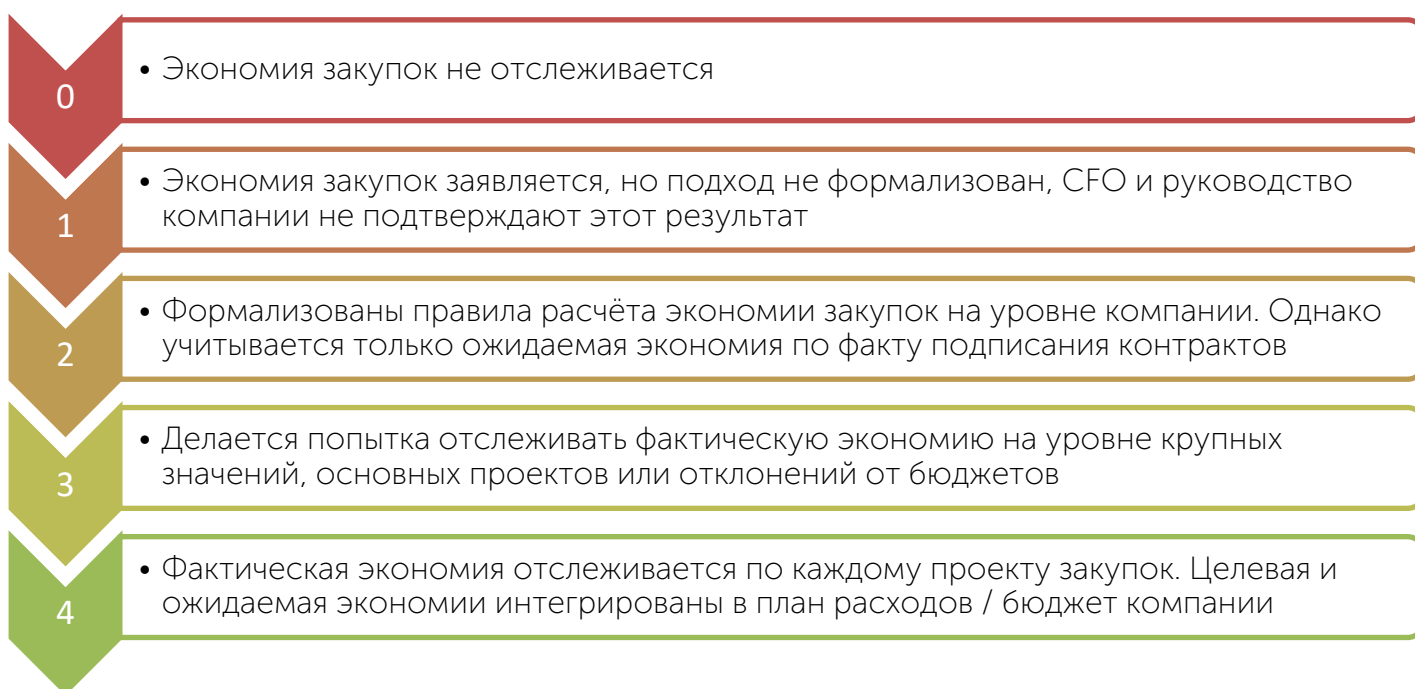 0
• Экономия закупок не отслеживается
1
• Экономия закупок заявляется, но подход не формализован, CFO и руководство
компании не подтверждают этот результат
2
• Формализованы правила расчёта экономии закупок на уровне компании. Однако
учитывается только ожидаемая экономия по факту подписания контрактов
3
• Делается попытка отслеживать фактическую экономию на уровне крупных
значений, основных проектов или отклонений от бюджетов
4
• Фактическая экономия отслеживается по каждому проекту закупок. Целевая и
ожидаемая экономии интегрированы в план расходов / бюджет компании